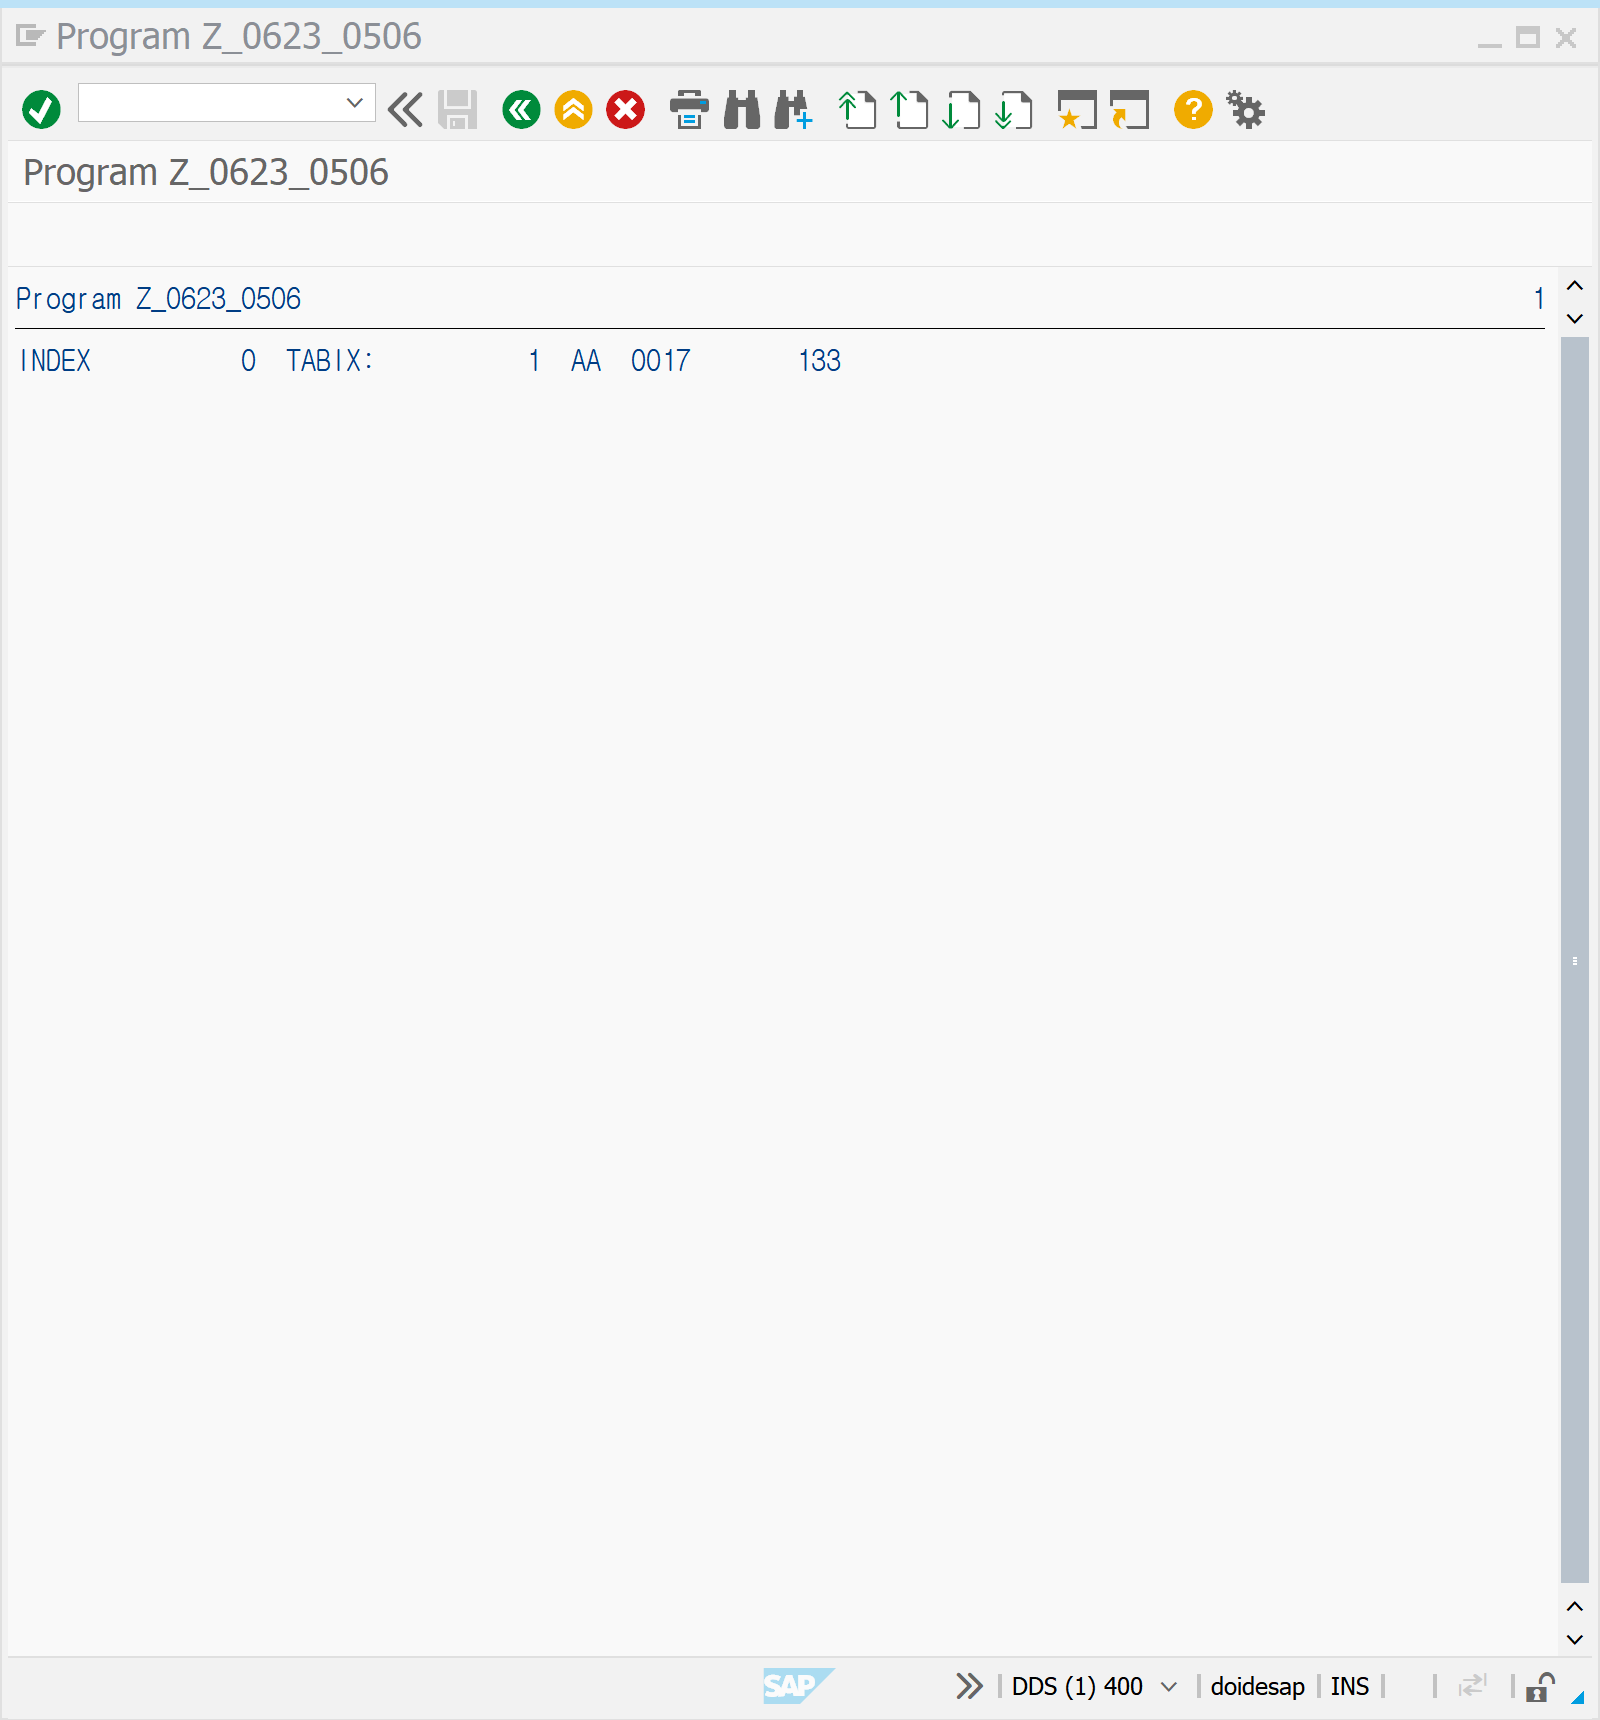 Program Z_0623_0506
Program Z_0623_0506
Program Z_0623_0506 1
INDEX 0 TABIX: 1 AA 0017 133
SAP DDS (1) 400 doidesap INS